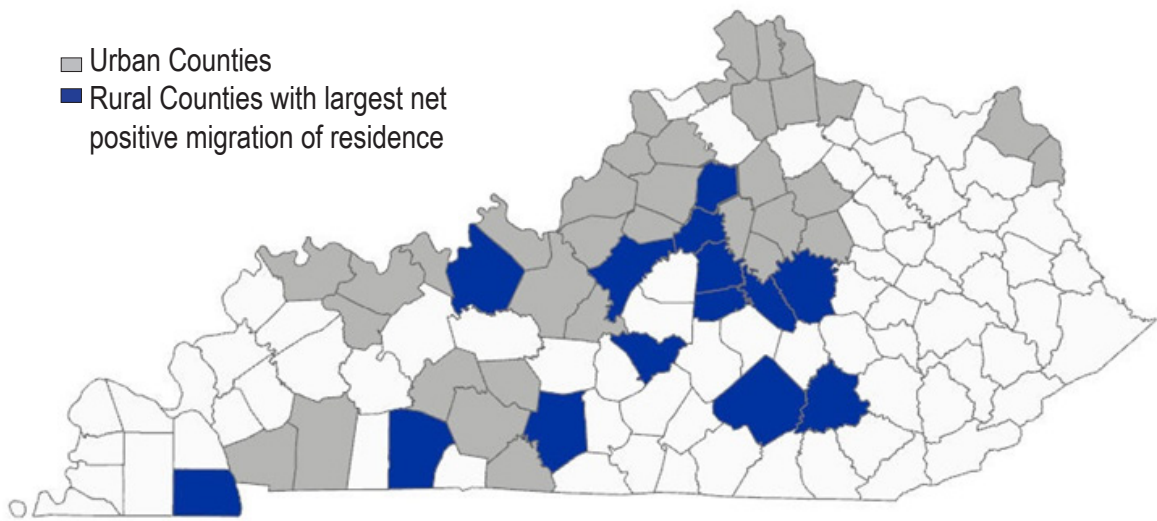 Urban Counties
Rural Counties with largest net
positive migration of residence